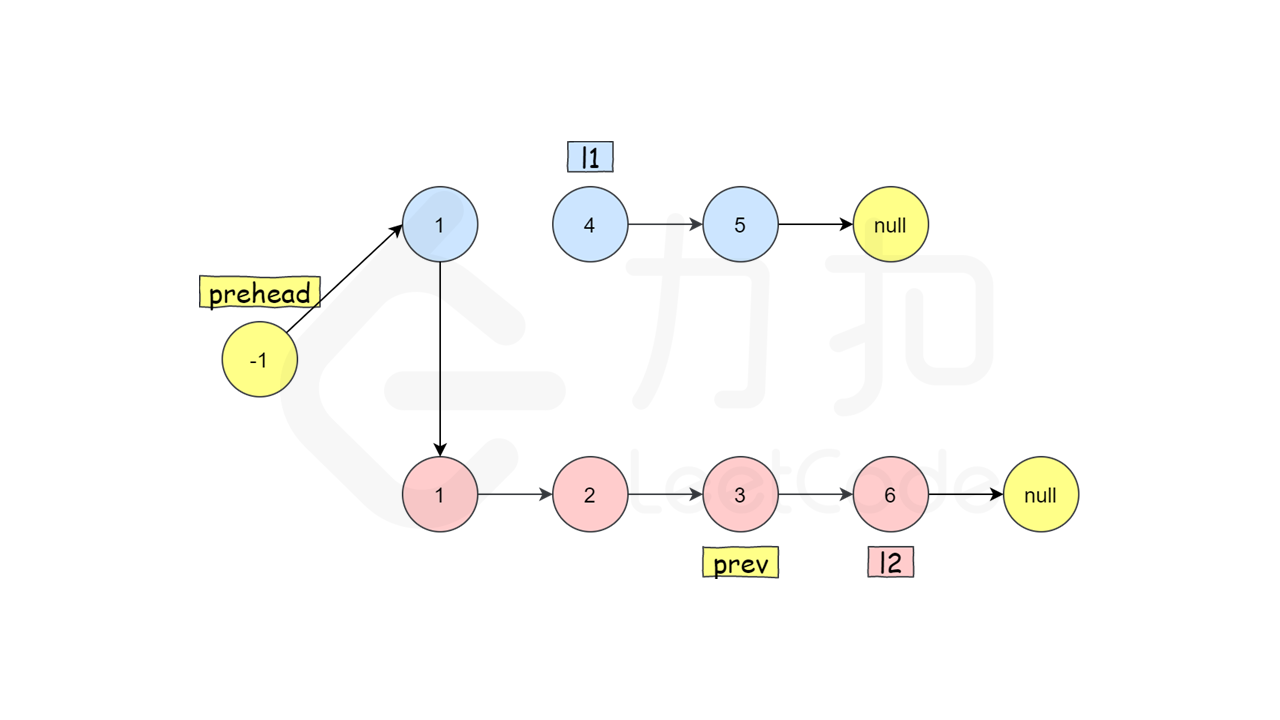 l1
1
4
5
null
prehead
-1
力扣
LeetCode
1
2
3
6
null
prev
l2